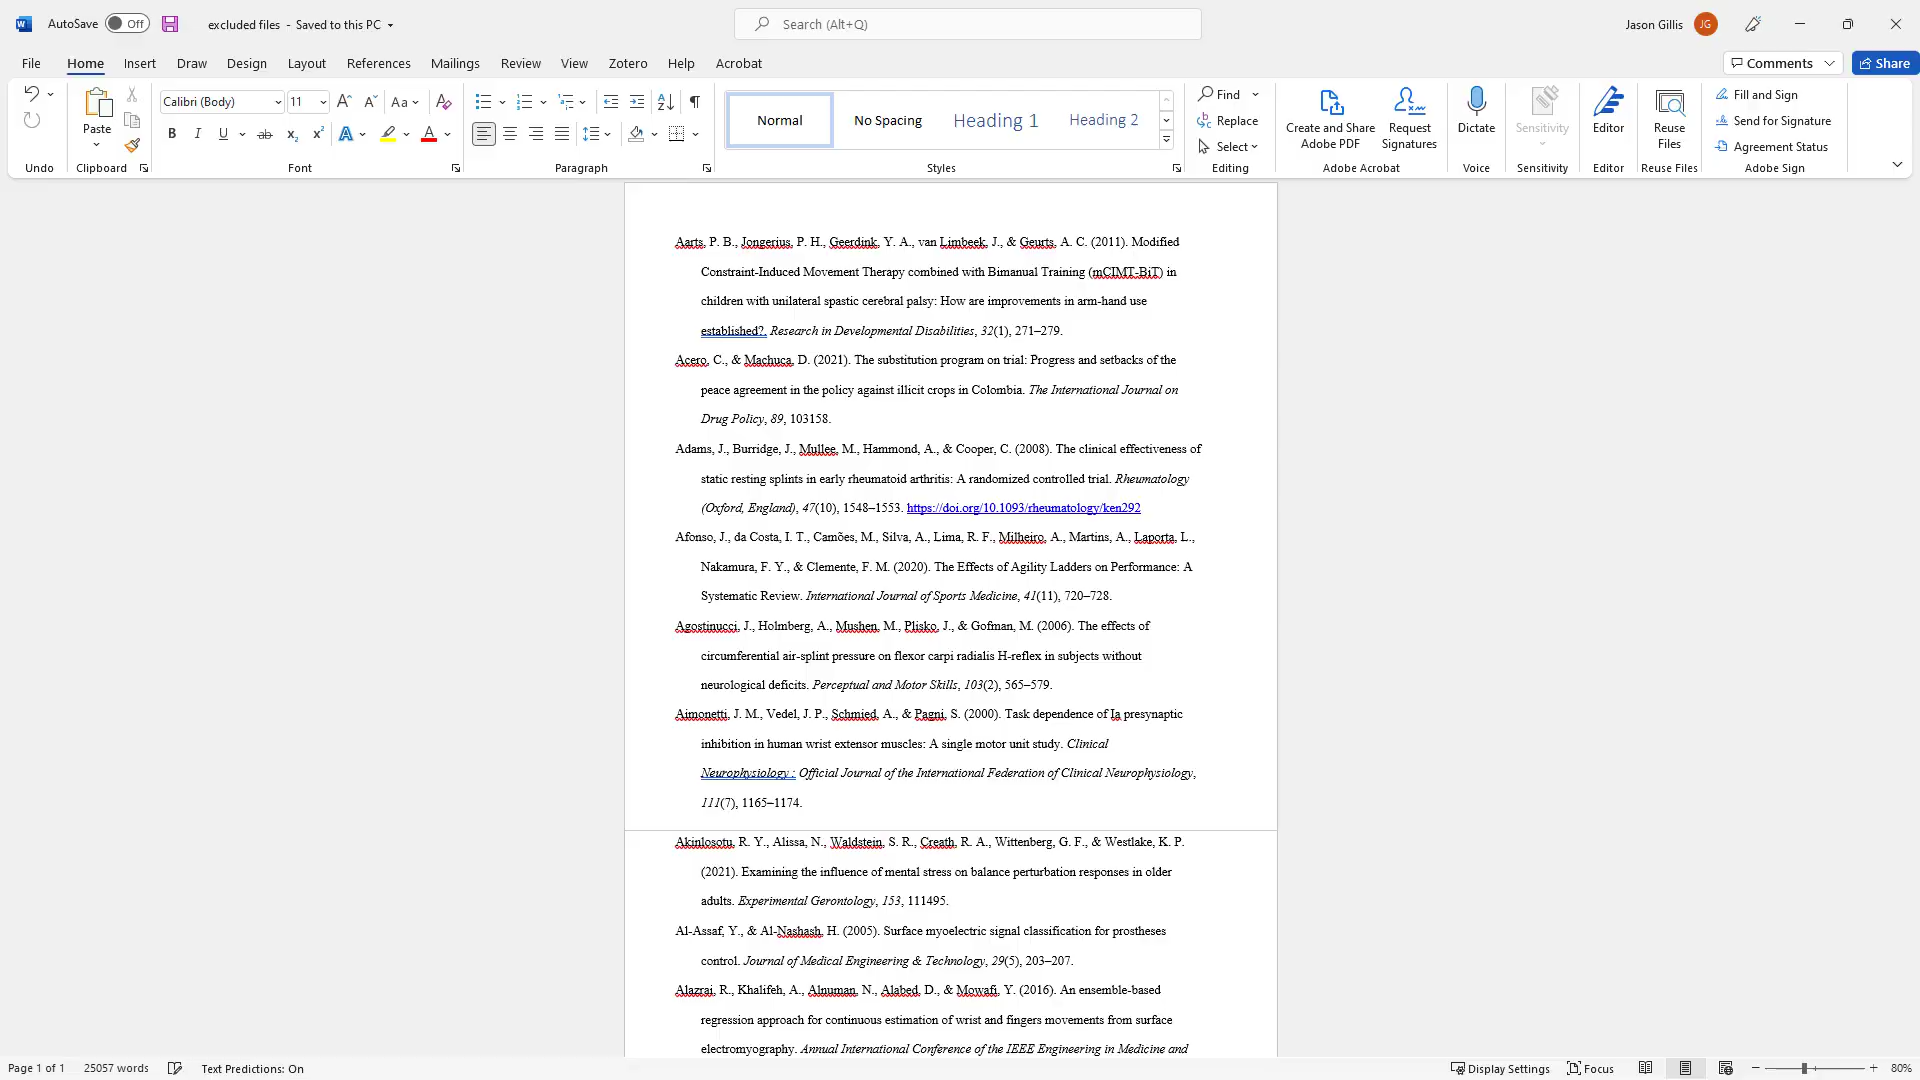 AutoSave Off excluded files - Saved to this PC Search (Alt+Q) Jason Gillis JG
File Home Insert Draw Design Layout References Mailings Review View Zotero Help Acrobat Comments Share
Calibri (Body) 11 Aa Normal No Spacing Heading 1 Heading 2 Find Replace Select
Paste Create and Share Adobe PDF Request Signatures Dictate Sensitivity Editor Reuse Files Fill and Sign Send for Signature Agreement Status
Undo Clipboard Font Paragraph Styles Editing Adobe Acrobat Voice Sensitivity Editor Reuse Files Adobe Sign
Aarts, P. B., Jongerius, P. H., Geerdink, Y. A., van Limbeek, J., & Geurts, A. C. (2011). Modified
Constraint-Induced Movement Therapy combined with Bimanual Training (mCIMT-BiT) in
children with unilateral spastic cerebral palsy: How are improvements in arm-hand use
established?. Research in Developmental Disabilities, 32(1), 271–279.
Acero, C., & Machuca, D. (2021). The substitution program on trial: Progress and setbacks of the
peace agreement in the policy against illicit crops in Colombia. The International Journal on
Drug Policy, 89, 103158.
Adams, J., Burridge, J., Mullee, M., Hammond, A., & Cooper, C. (2008). The clinical effectiveness of
static resting splints in early rheumatoid arthritis: A randomized controlled trial. Rheumatology
(Oxford, England), 47(10), 1548–1553. https://doi.org/10.1093/rheumatology/ken292
Afonso, J., da Costa, I. T., Camões, M., Silva, A., Lima, R. F., Milheiro, A., Martins, A., Laporta, L.,
Nakamura, F. Y., & Clemente, F. M. (2020). The Effects of Agility Ladders on Performance: A
Systematic Review. International Journal of Sports Medicine, 41(11), 720–728.
Agostinucci, J., Holmberg, A., Mushen, M., Plisko, J., & Gofman, M. (2006). The effects of
circumferential air-splint pressure on flexor carpi radialis H-reflex in subjects without
neurological deficits. Perceptual and Motor Skills, 103(2), 565–579.
Aimonetti, J. M., Vedel, J. P., Schmied, A., & Pagni, S. (2000). Task dependence of Ia presynaptic
inhibition in human wrist extensor muscles: A single motor unit study. Clinical
Neurophysiology : Official Journal of the International Federation of Clinical Neurophysiology,
111(7), 1165–1174.
Akinlosotu, R. Y., Alissa, N., Waldstein, S. R., Creath, R. A., Wittenberg, G. F., & Westlake, K. P.
(2021). Examining the influence of mental stress on balance perturbation responses in older
adults. Experimental Gerontology, 153, 111495.
Al-Assaf, Y., & Al-Nashash, H. (2005). Surface myoelectric signal classification for prostheses
control. Journal of Medical Engineering & Technology, 29(5), 203–207.
Alazrai, R., Khalifeh, A., Alnuman, N., Alabed, D., & Mowafi, Y. (2016). An ensemble-based
regression approach for continuous estimation of wrist and fingers movements from surface
electromyography. Annual International Conference of the IEEE Engineering in Medicine and
Page 1 of 1 25057 words Text Predictions: On Display Settings Focus 80%